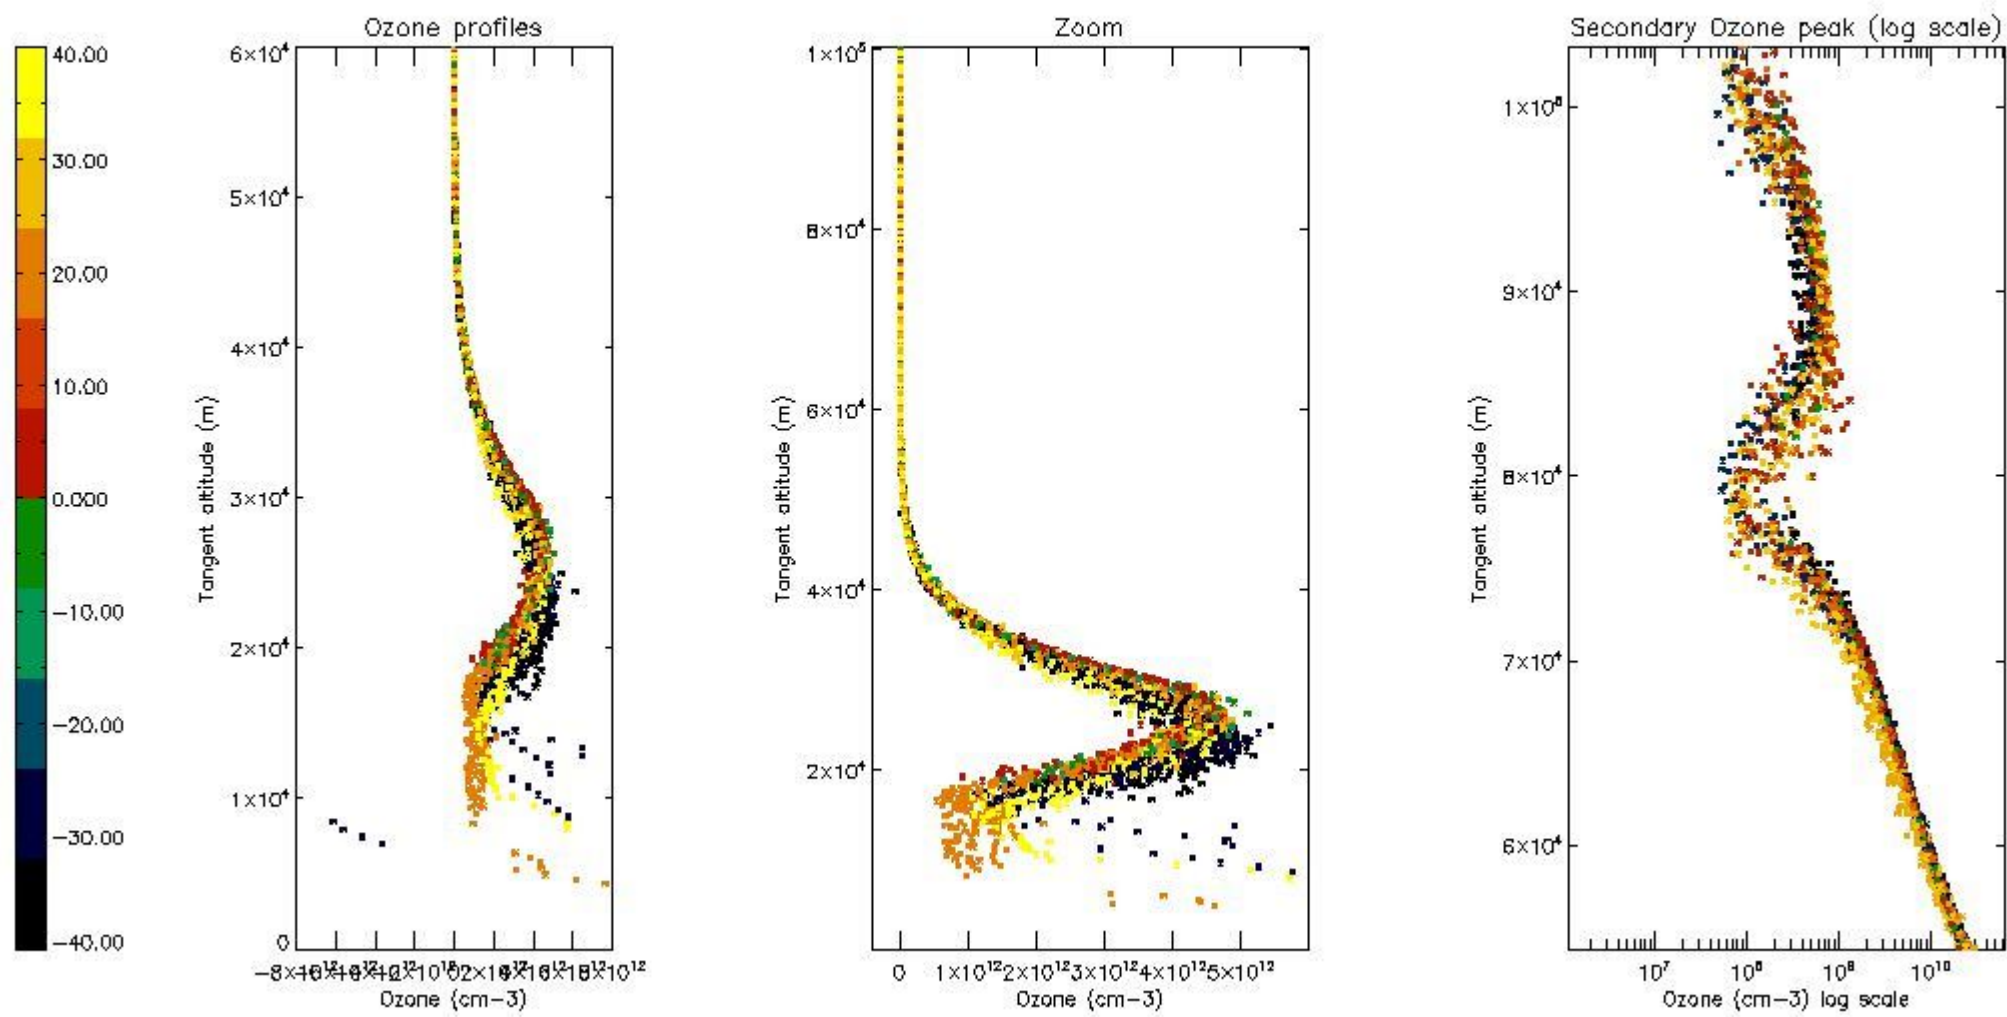 Ozone profiles
Zoom
Secondary Ozone peak (log scale)
40.00
30.00
20.00
10.00
-10.00
-20.00
-30.00
-40.00
Tangent altitude (m)
6×10⁴
5×10⁴
4×10⁴
3×10⁴
2×10⁴
1×10⁴
0
Ozone (cm-3)
Tangent altitude (m)
1×10⁵
8×10⁴
6×10⁴
4×10⁴
2×10⁴
0 1×10¹² 2×10¹² 3×10¹² 4×10¹² 5×10¹²
Ozone (cm-3)
Tangent altitude (m)
1×10⁵
9×10⁴
8×10⁴
7×10⁴
6×10⁴
10⁷ 10⁸ 10⁹ 10¹⁰
Ozone (cm-3) log scale